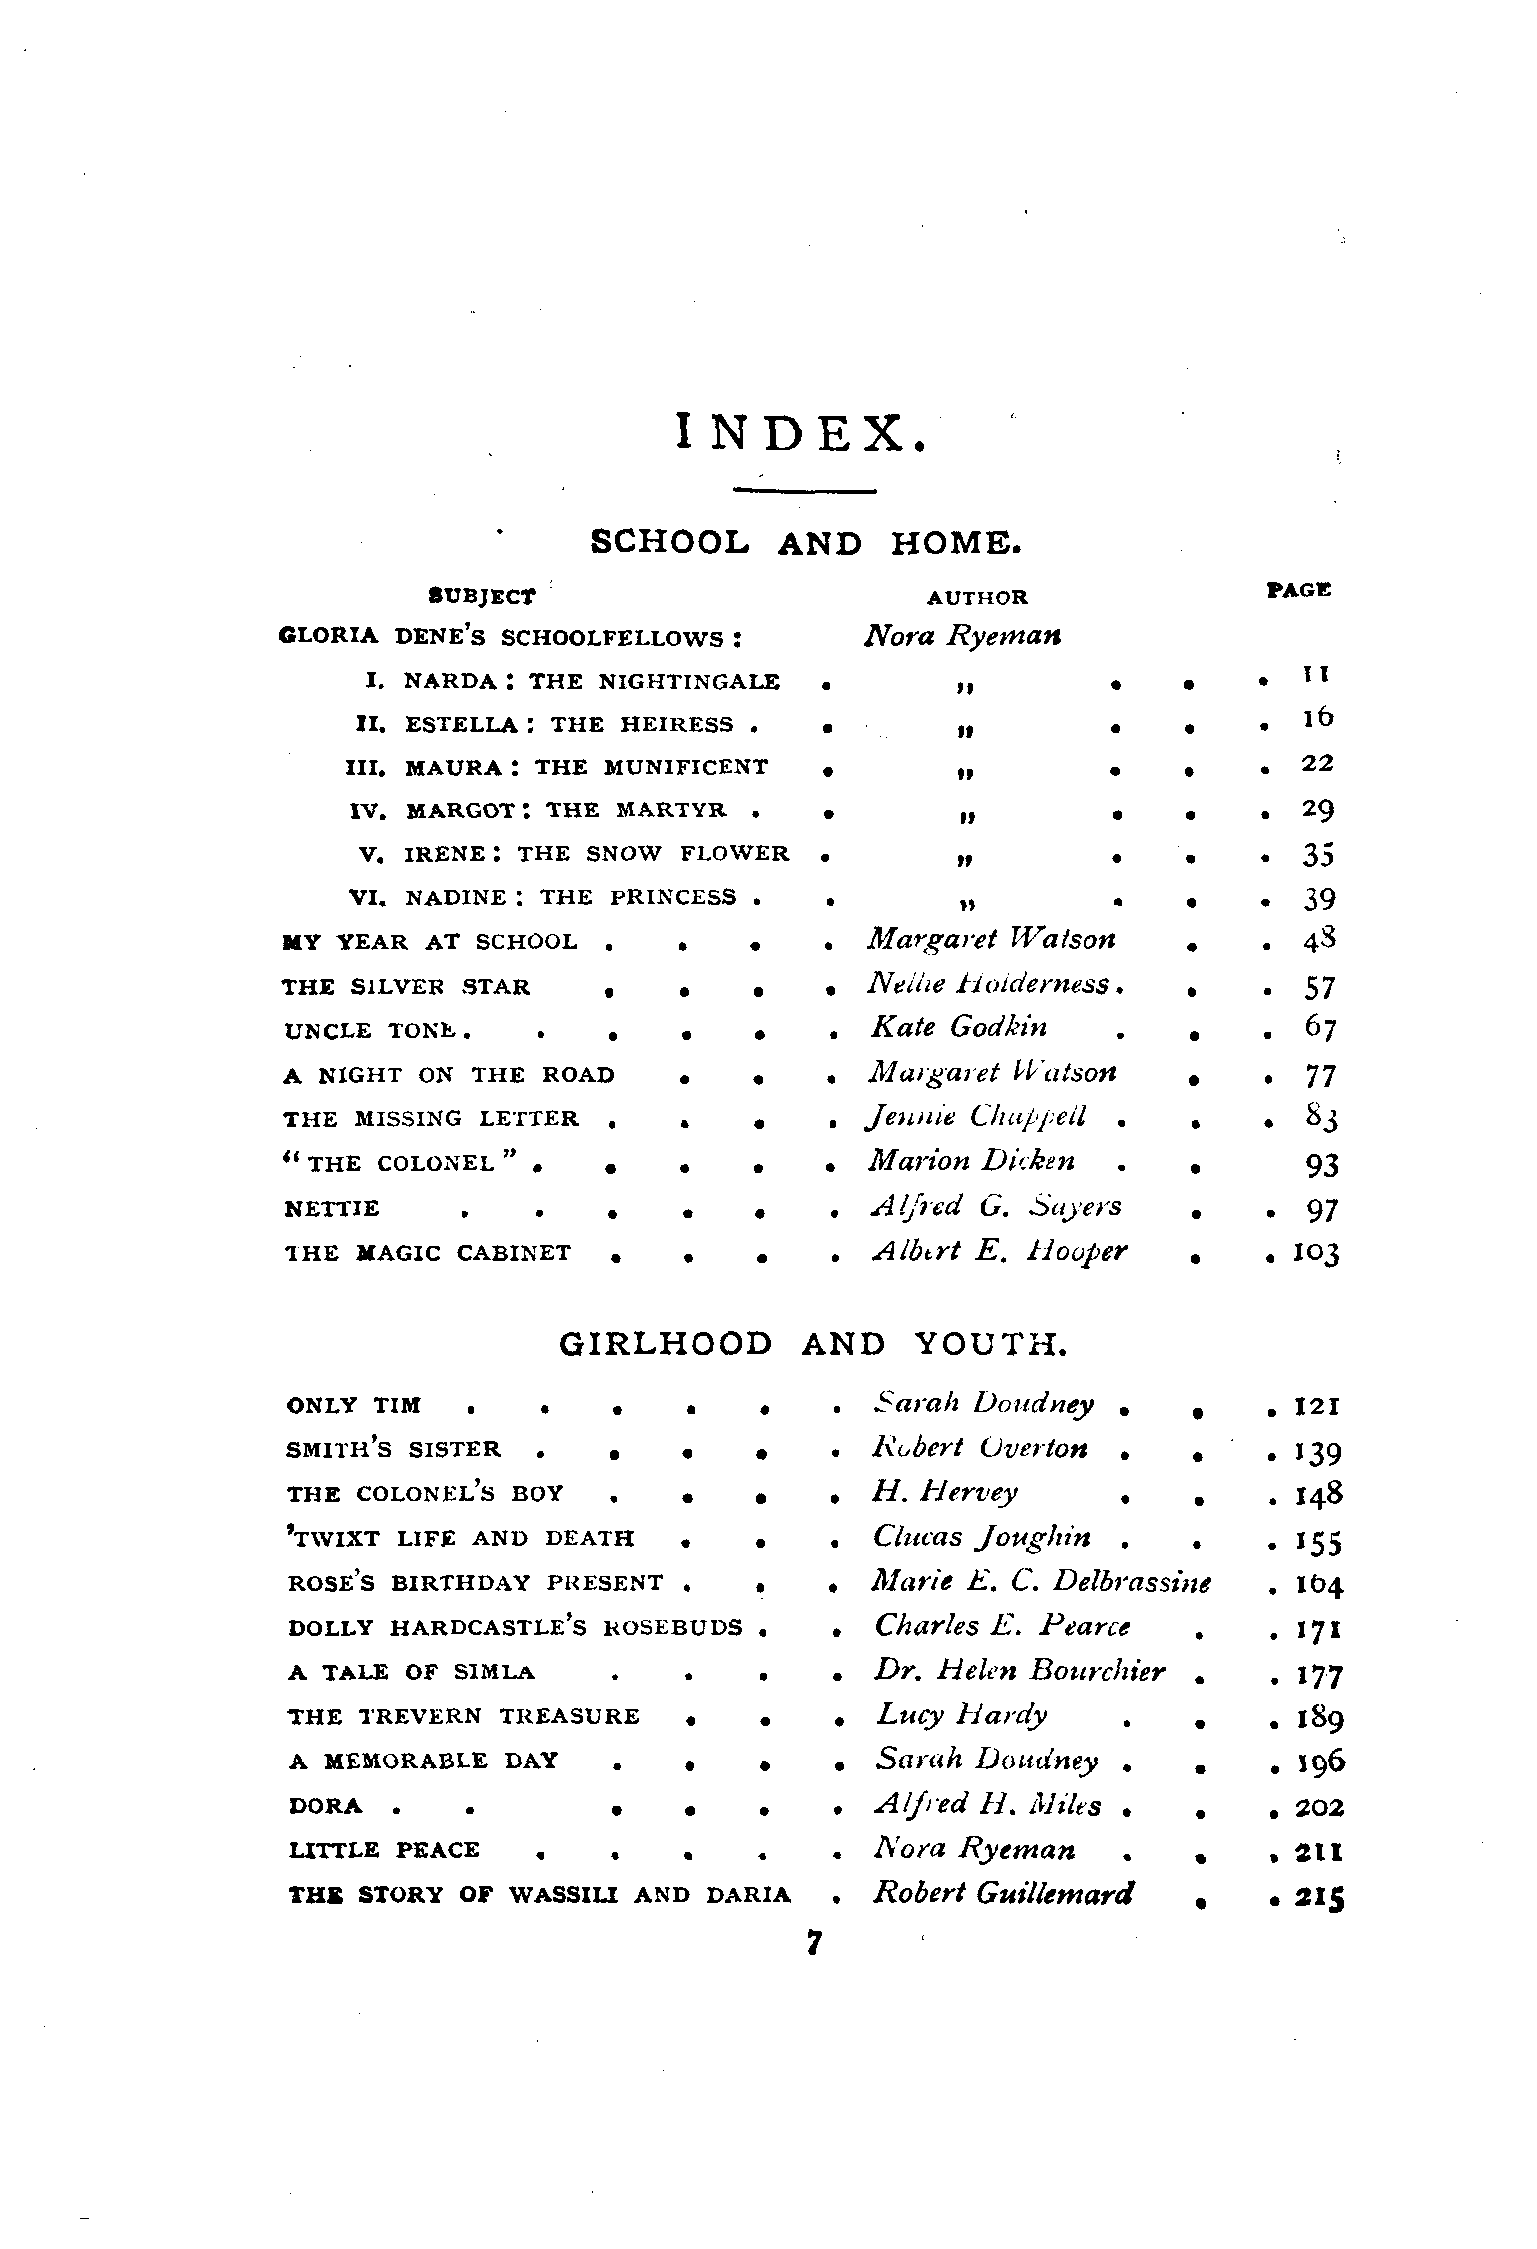 INDEX.
SCHOOL AND HOME.
SUBJECT AUTHOR PAGE
GLORIA DENE'S SCHOOLFELLOWS : Nora Ryeman
I. NARDA : THE NIGHTINGALE . „ . . . 11
II. ESTELLA : THE HEIRESS . . „ . . . 16
III. MAURA : THE MUNIFICENT . „ . . . 22
IV. MARGOT : THE MARTYR . . „ . . . 29
V. IRENE : THE SNOW FLOWER . „ . . . 35
VI. NADINE : THE PRINCESS . . „ . . . 39
MY YEAR AT SCHOOL . . . . Margaret Watson . . 48
THE SILVER STAR . . . . Nellie Holderness . . . 57
UNCLE TONE . . . . . . Kate Godkin . . . 67
A NIGHT ON THE ROAD . . . Margaret Watson . . 77
THE MISSING LETTER . . . . Jennie Chappell . . . 83
“THE COLONEL” . . . . . Marion Dicken . . 93
NETTIE . . . . . . Alfred G. Sayers . . 97
THE MAGIC CABINET . . . . Albert E. Hooper . . 103
GIRLHOOD AND YOUTH.
ONLY TIM . . . . . . Sarah Doudney . . . 121
SMITH'S SISTER . . . . . Robert Overton . . . 139
THE COLONEL'S BOY . . . . H. Hervey . . . 148
'TWIXT LIFE AND DEATH . . . Clucas Joughin . . . 155
ROSE'S BIRTHDAY PRESENT . . . Marie E. C. Delbrassine . 164
DOLLY HARDCASTLE'S ROSEBUDS . . Charles E. Pearce . . 171
A TALE OF SIMLA . . . . Dr. Helen Bourchier . . 177
THE TREVERN TREASURE . . . Lucy Hardy . . . 189
A MEMORABLE DAY . . . . Sarah Doudney . . . 196
DORA . . . . . . Alfred H. Miles . . . 202
LITTLE PEACE . . . . . Nora Ryeman . . . 211
THE STORY OF WASSILI AND DARIA . Robert Guillemard . . 215
7